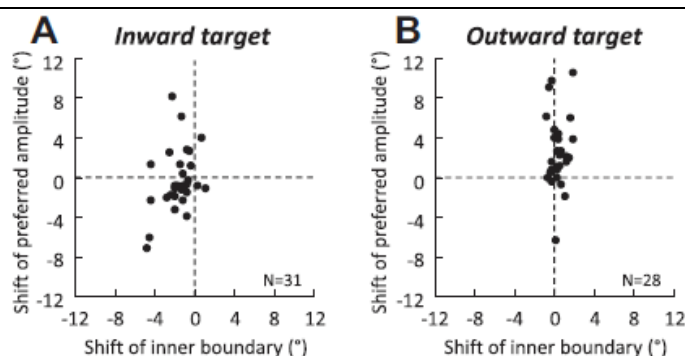 A Inward target
Shift of preferred amplitude (°)
12
8
4
0
-4
-8
-12
N=31
-12 -8 -4 0 4 8 12
Shift of inner boundary (°)
B Outward target
Shift of preferred amplitude (°)
12
8
4
0
-4
-8
-12
N=28
-12 -8 -4 0 4 8 12
Shift of inner boundary (°)